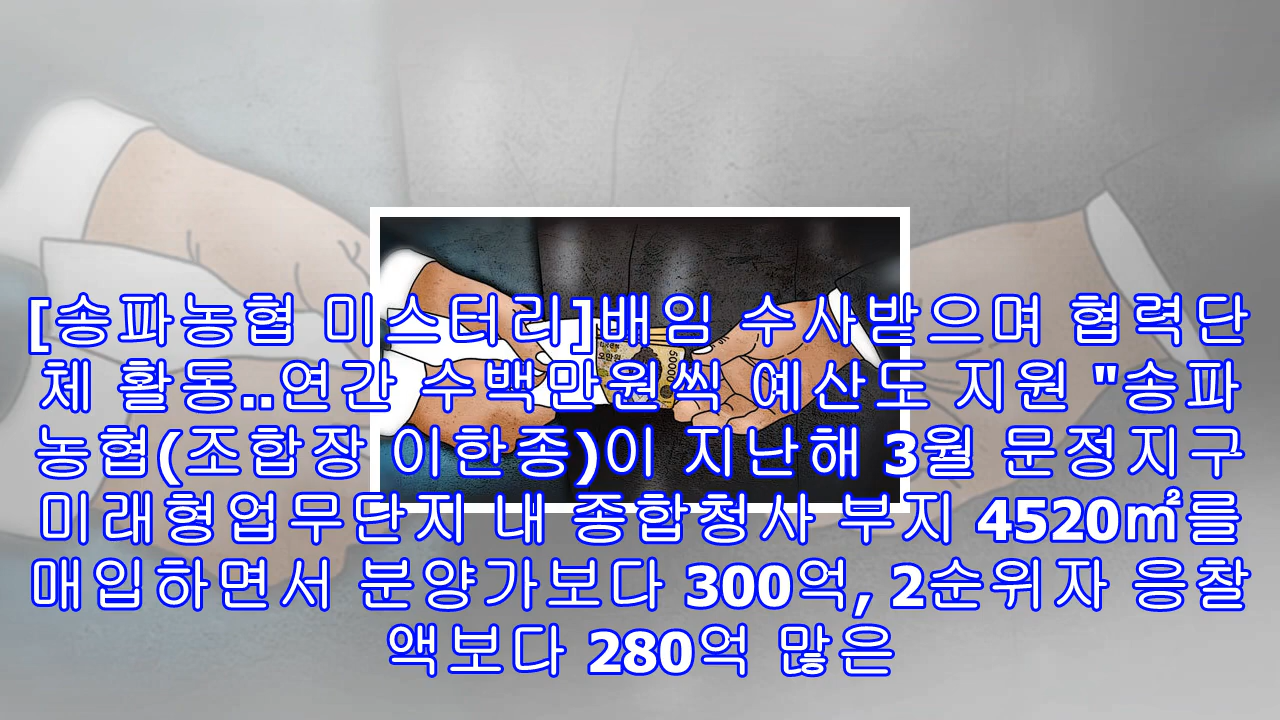 [송파농협 미스터리]배임 수사받으며 협력단
체 활동..연간 수백만원씩 예산도 지원 "송파
농협(조합장 이한종)이 지난해 3월 문정지구
미래형업무단지 내 종합청사 부지 4520㎡를
매입하면서 분양가보다 300억, 2순위자 응찰
액보다 280억 많은
오만원
50000